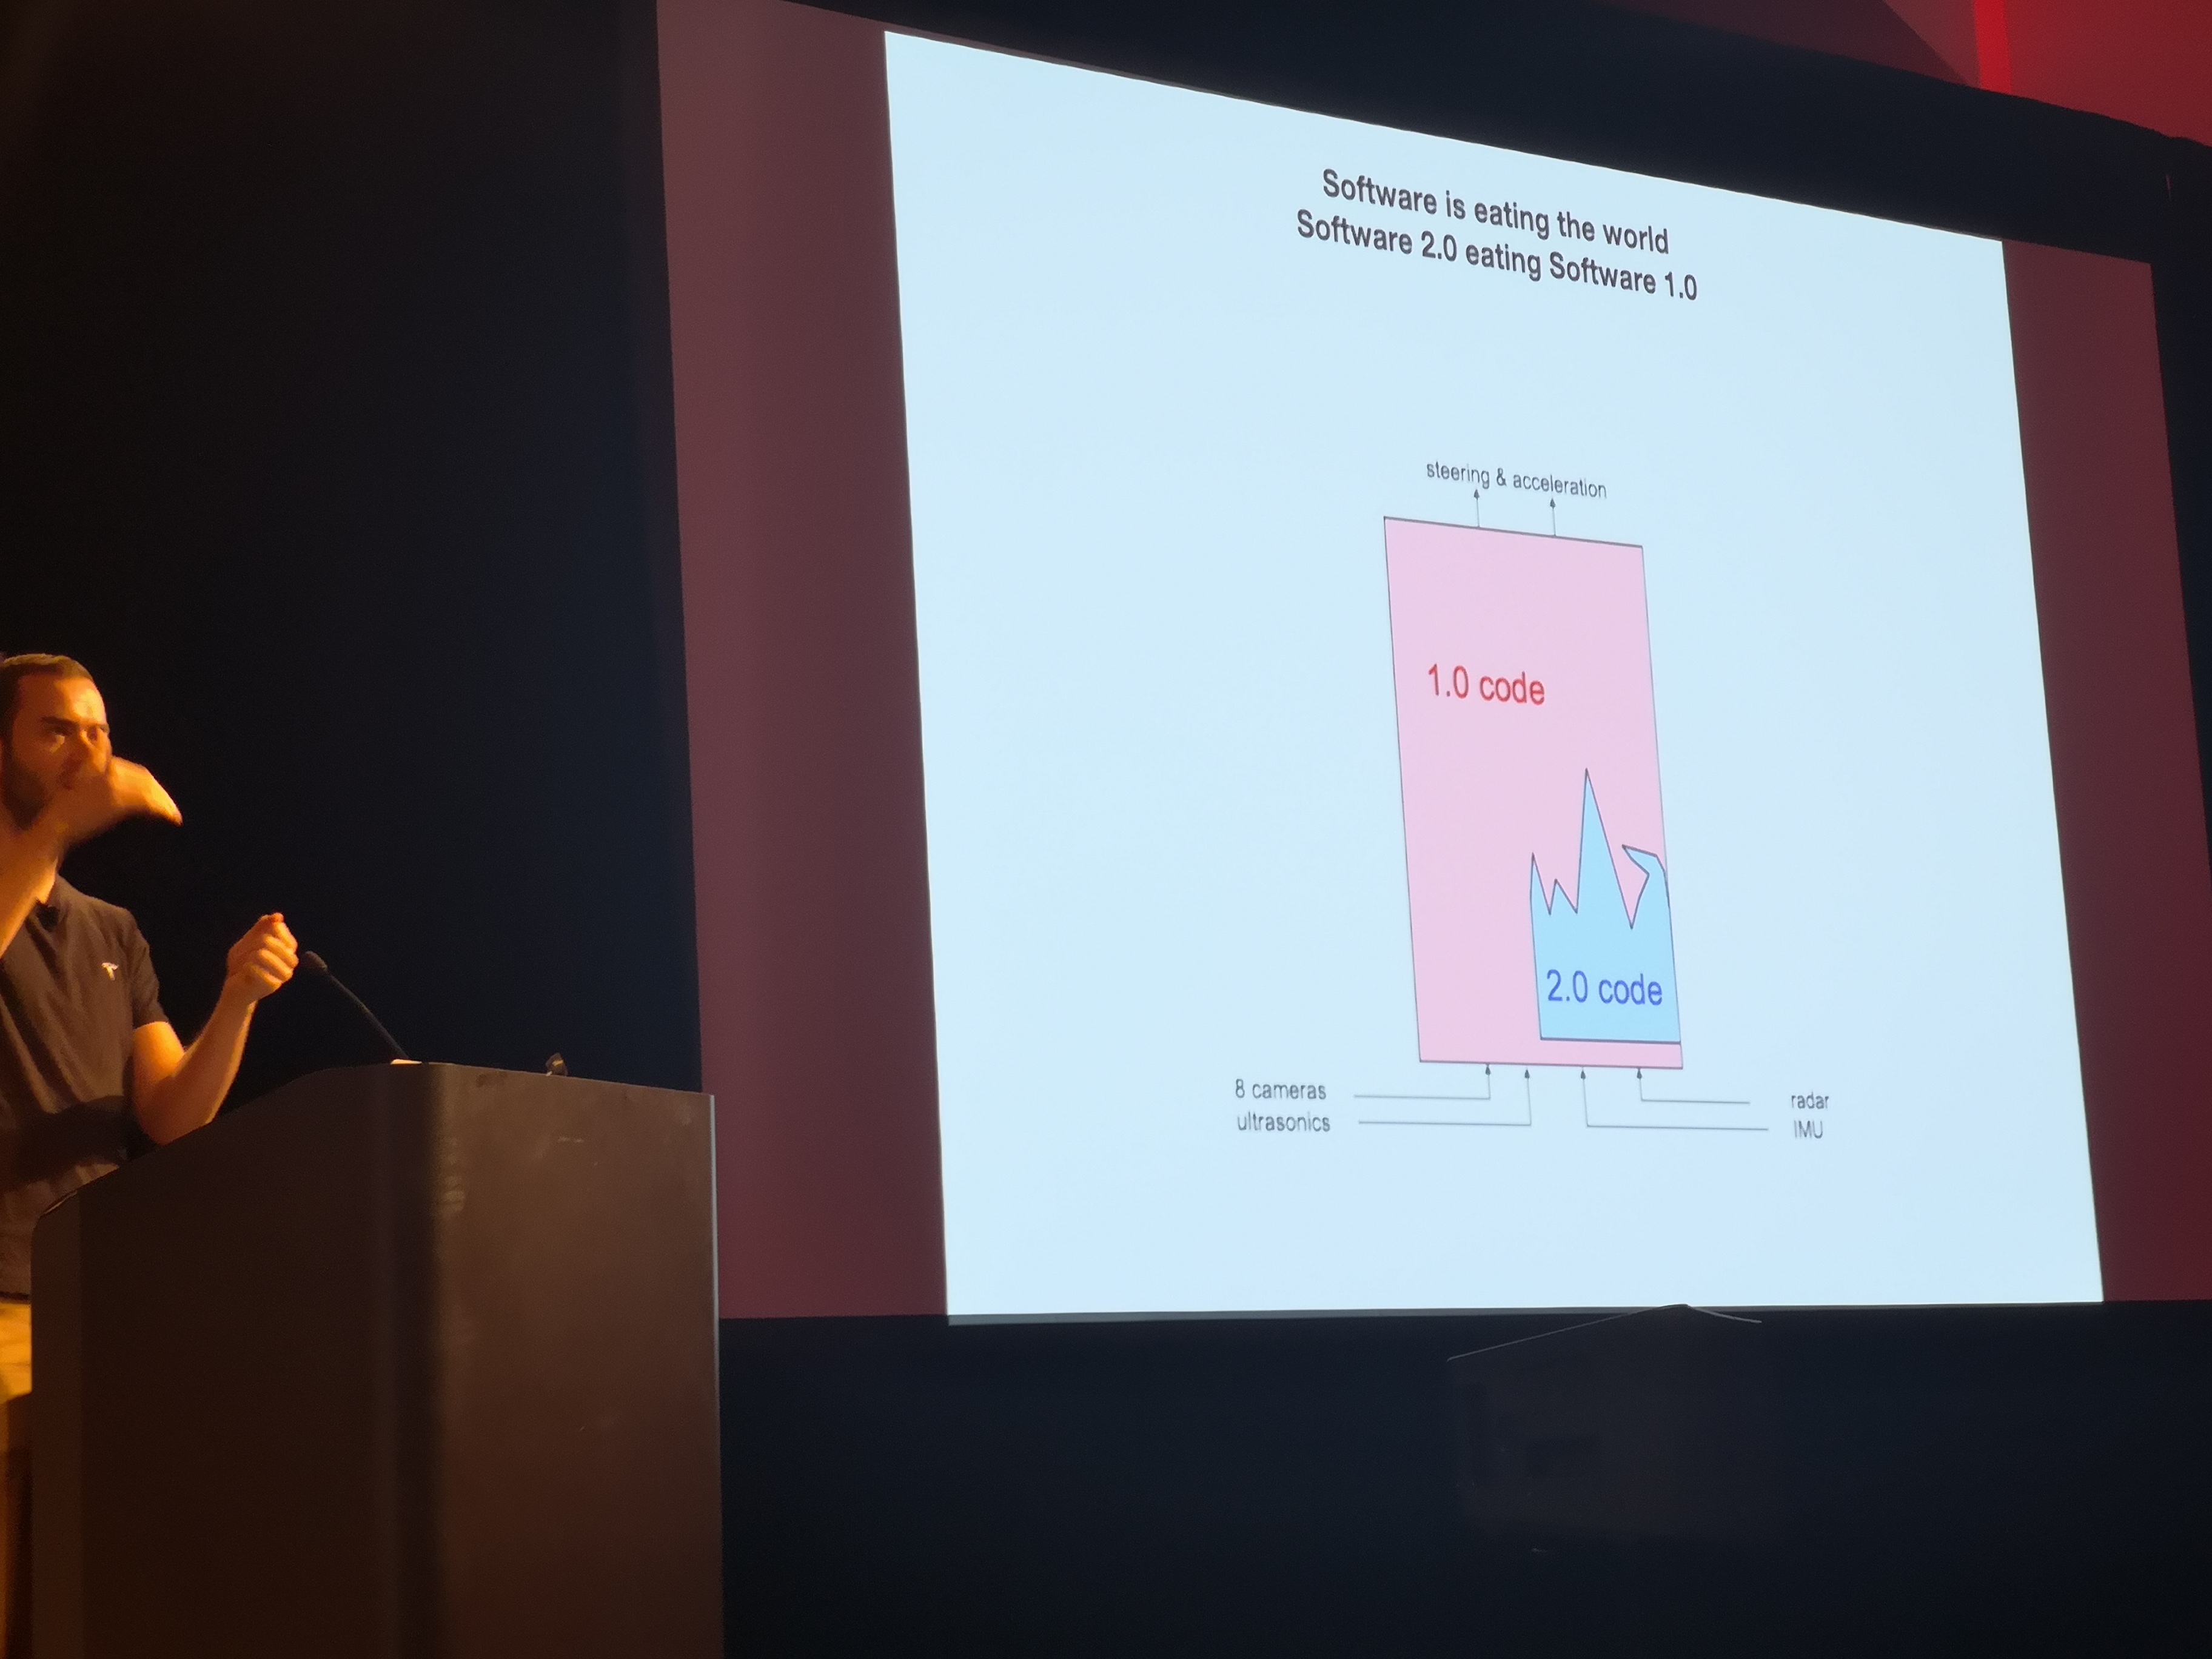 Software is eating the world
Software 2.0 eating Software 1.0
steering & acceleration
1.0 code
2.0 code
8 cameras
ultrasonics
radar
IMU